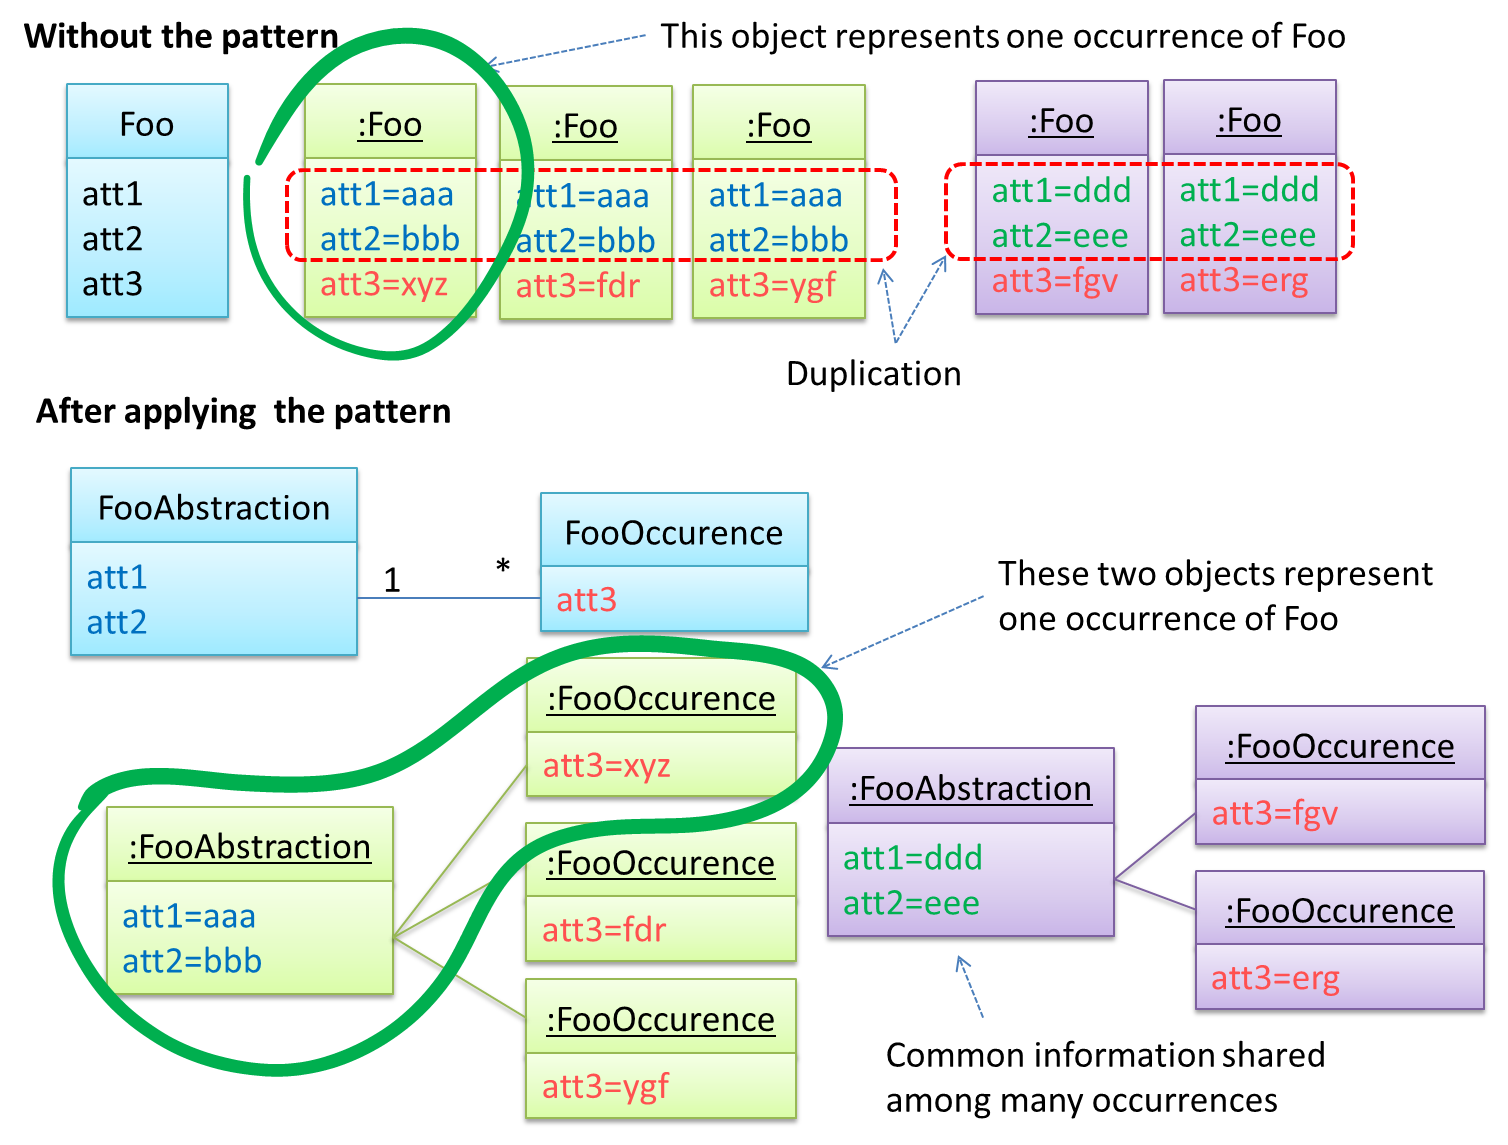 Without the pattern
This object represents one occurrence of Foo
Foo
att1
att2
att3
:Foo
att1=aaa
att2=bbb
att3=xyz
:Foo
att1=aaa
att2=bbb
att3=fdr
:Foo
att1=aaa
att2=bbb
att3=ygf
:Foo
att1=ddd
att2=eee
att3=fgv
:Foo
att1=ddd
att2=eee
att3=erg
Duplication
After applying the pattern
FooAbstraction
att1
att2
1
*
FooOccurence
att3
These two objects represent
one occurrence of Foo
:FooAbstraction
att1=aaa
att2=bbb
:FooOccurence
att3=xyz
:FooOccurence
att3=fdr
:FooOccurence
att3=ygf
:FooAbstraction
att1=ddd
att2=eee
:FooOccurence
att3=fgv
:FooOccurence
att3=erg
Common information shared
among many occurrences